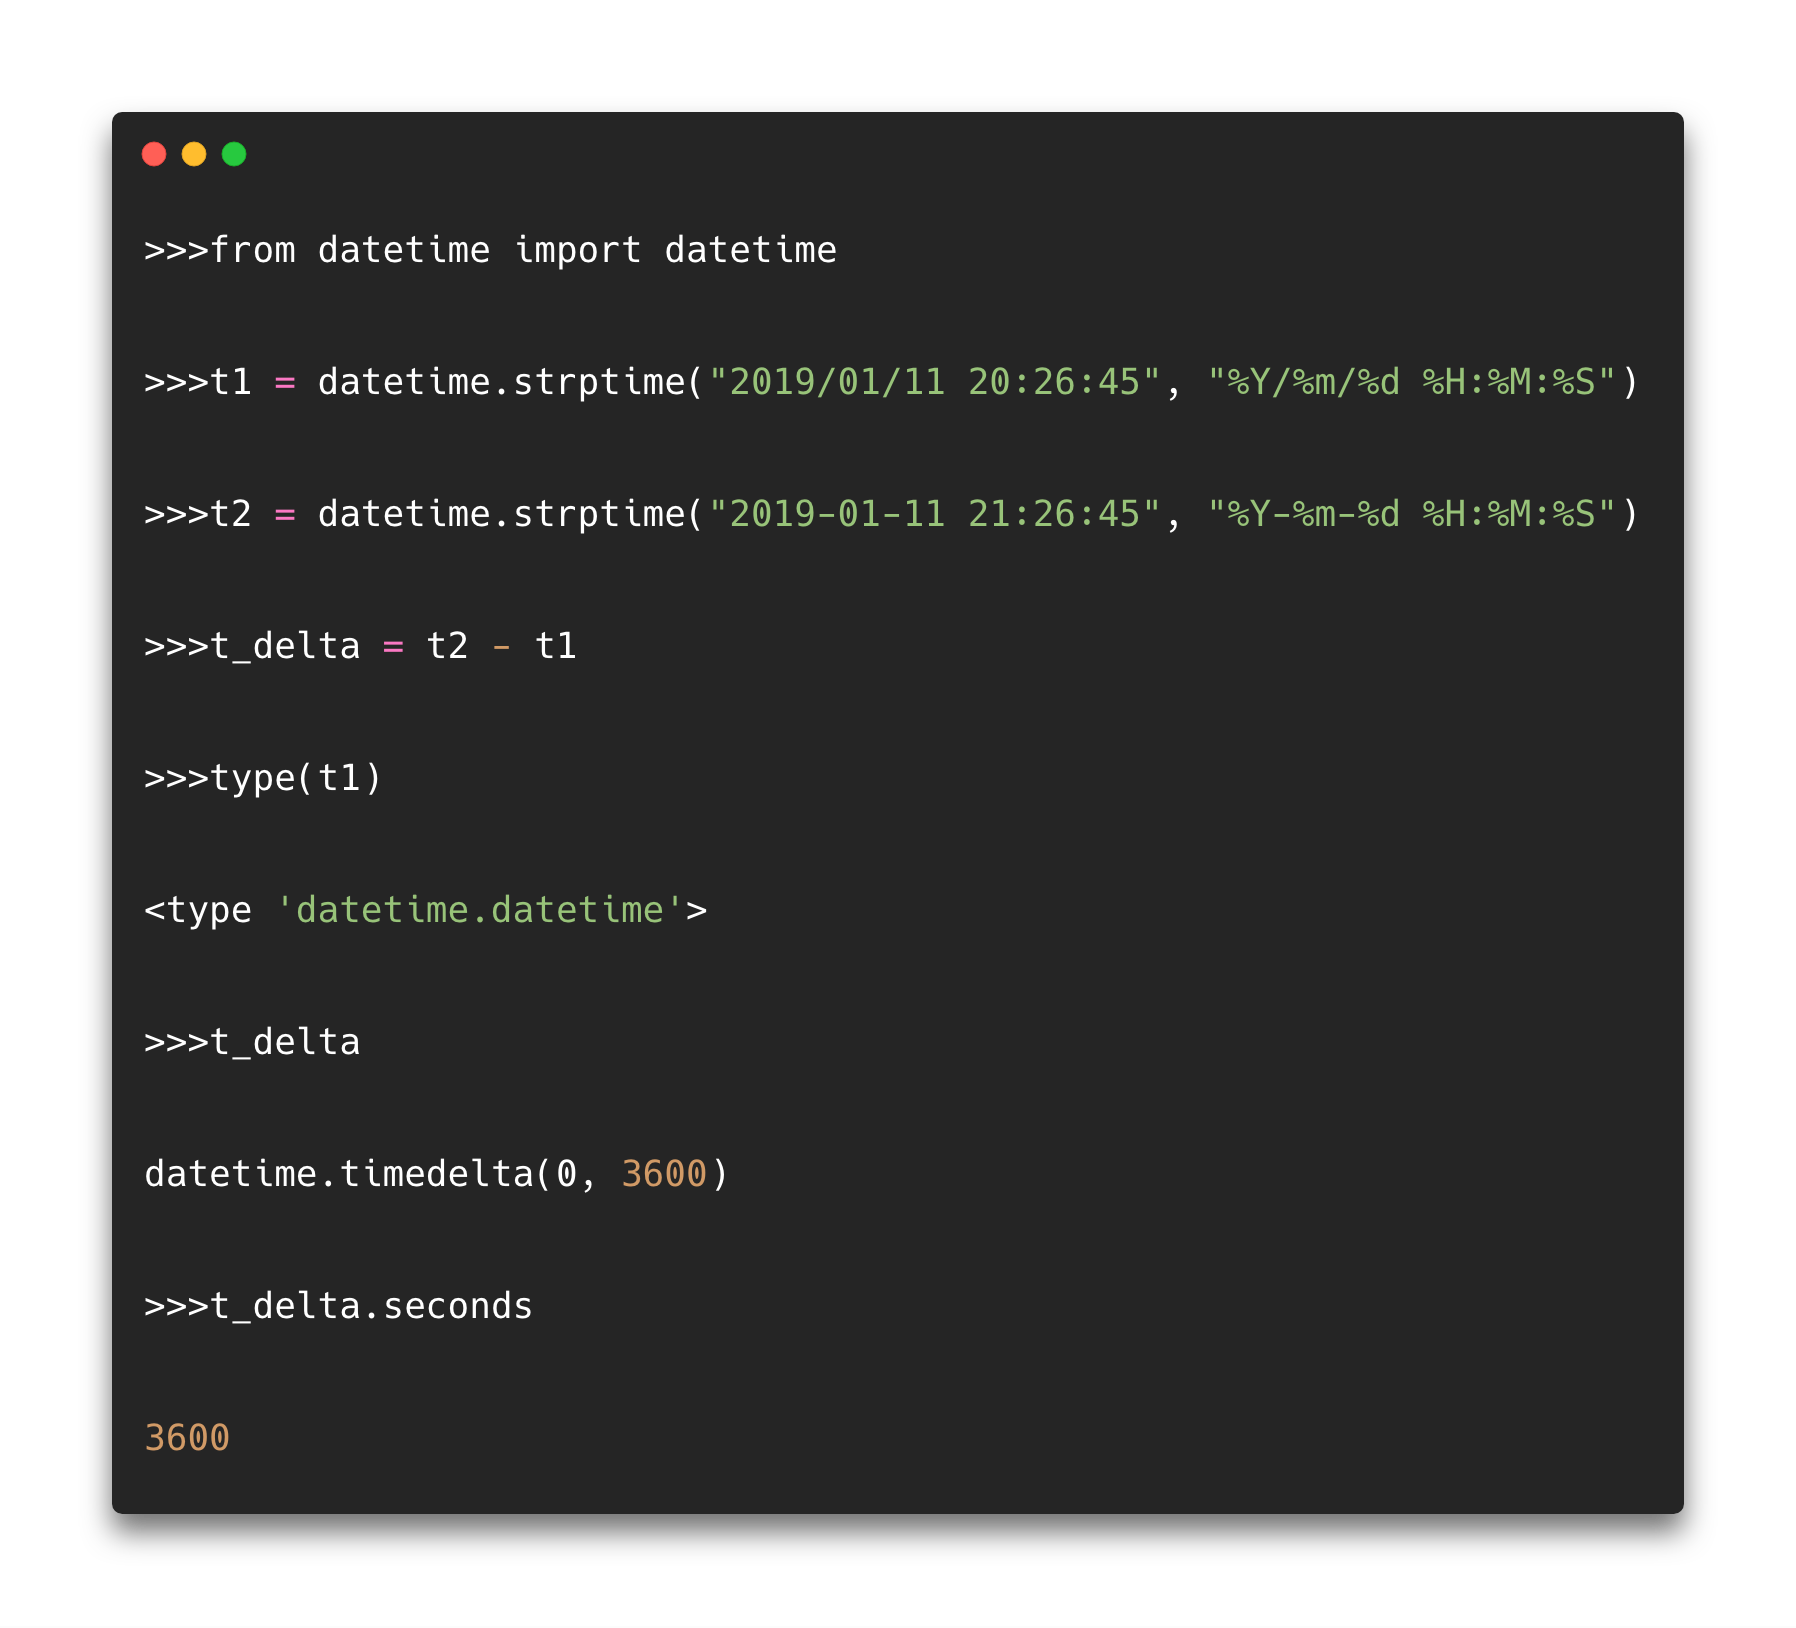 >>>from datetime import datetime
>>>t1 = datetime.strptime("2019/01/11 20:26:45", "%Y/%m/%d %H:%M:%S")
>>>t2 = datetime.strptime("2019-01-11 21:26:45", "%Y-%m-%d %H:%M:%S")
>>>t_delta = t2 - t1
>>>type(t1)
<type 'datetime.datetime'>
>>>t_delta
datetime.timedelta(0, 3600)
>>>t_delta.seconds
3600